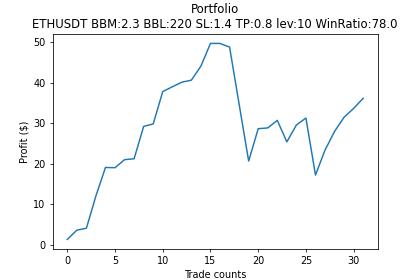 Portfolio
ETHUSDT BBM:2.3 BBL:220 SL:1.4 TP:0.8 lev:10 WinRatio:78.0
50
40
30
20
10
0
Profit ($)
0 5 10 15 20 25 30
Trade counts